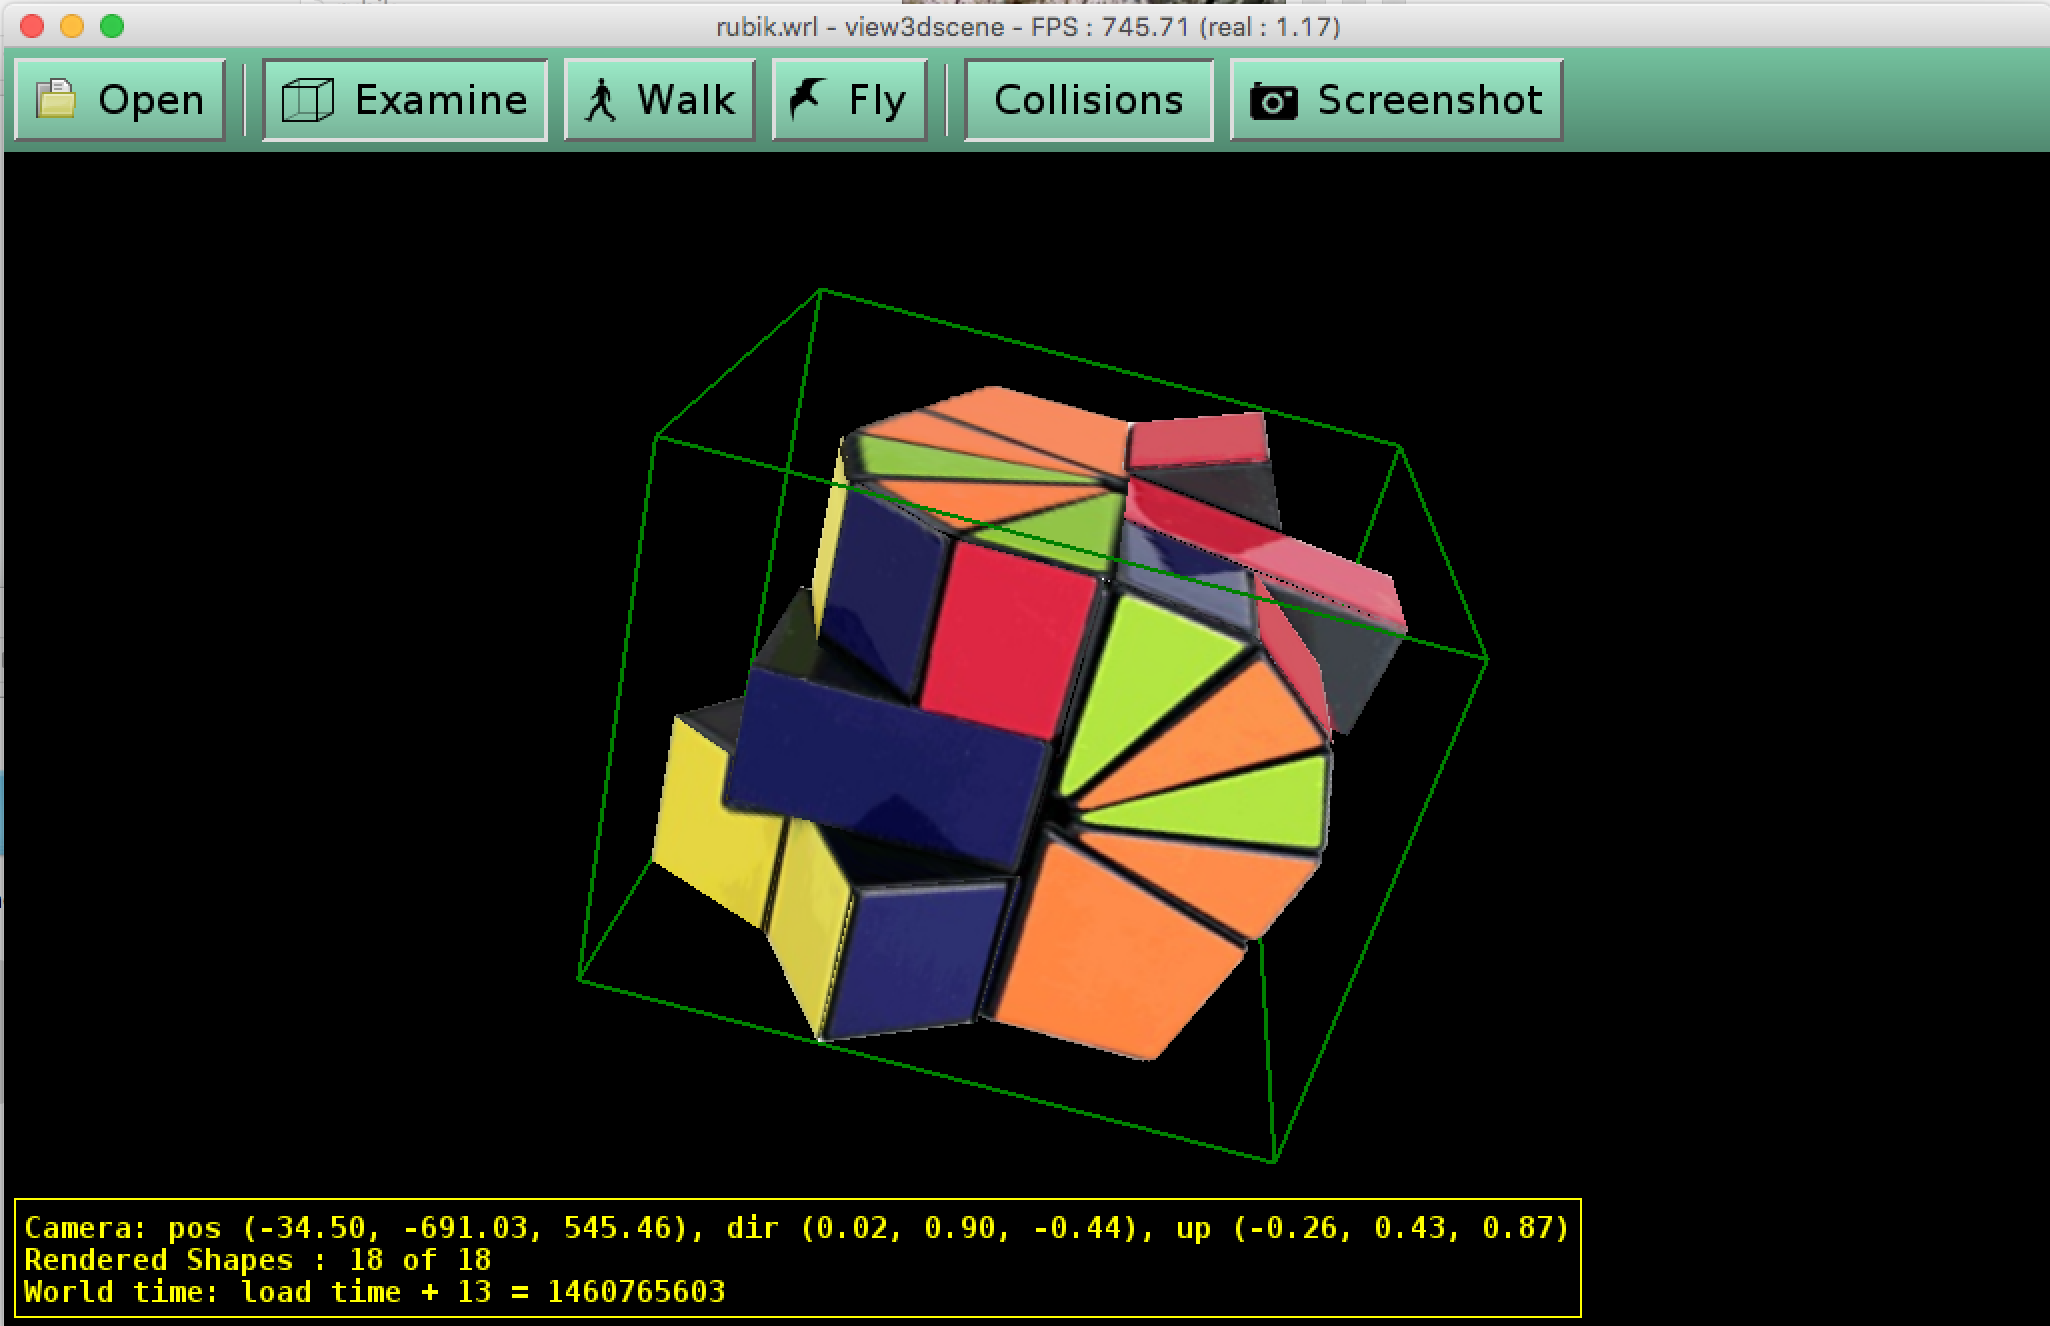 rubik.wrl - view3dscene - FPS : 745.71 (real : 1.17)
Open Examine Walk Fly Collisions Screenshot
Camera: pos (-34.50, -691.03, 545.46), dir (0.02, 0.90, -0.44), up (-0.26, 0.43, 0.87)
Rendered Shapes : 18 of 18
World time: load time + 13 = 1460765603